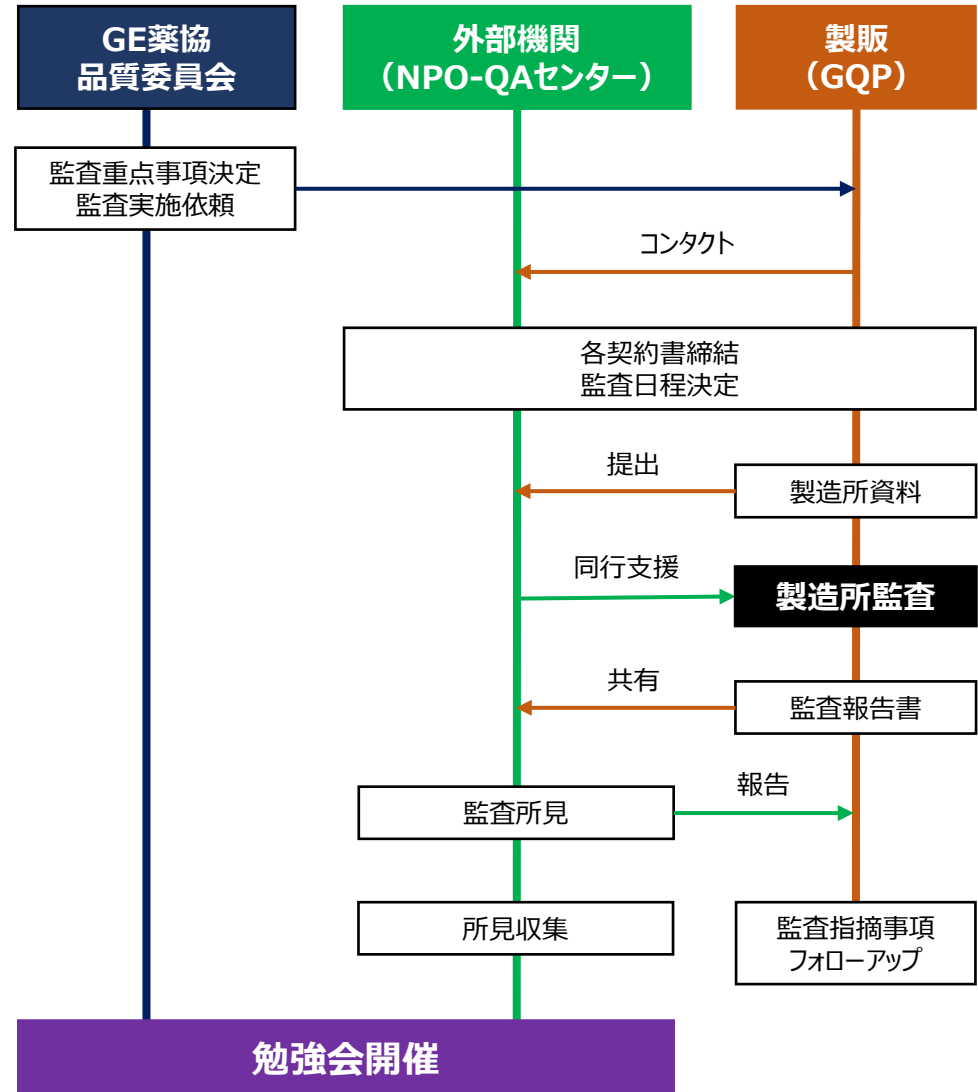 GE薬協
品質委員会
外部機関
（NPO-QAセンター）
製販
（GQP）
監査重点事項決定
監査実施依頼
コンタクト
各契約書締結
監査日程決定
提出
製造所資料
同行支援
製造所監査
共有
監査報告書
報告
監査所見
所見収集
監査指摘事項
フォローアップ
勉強会開催